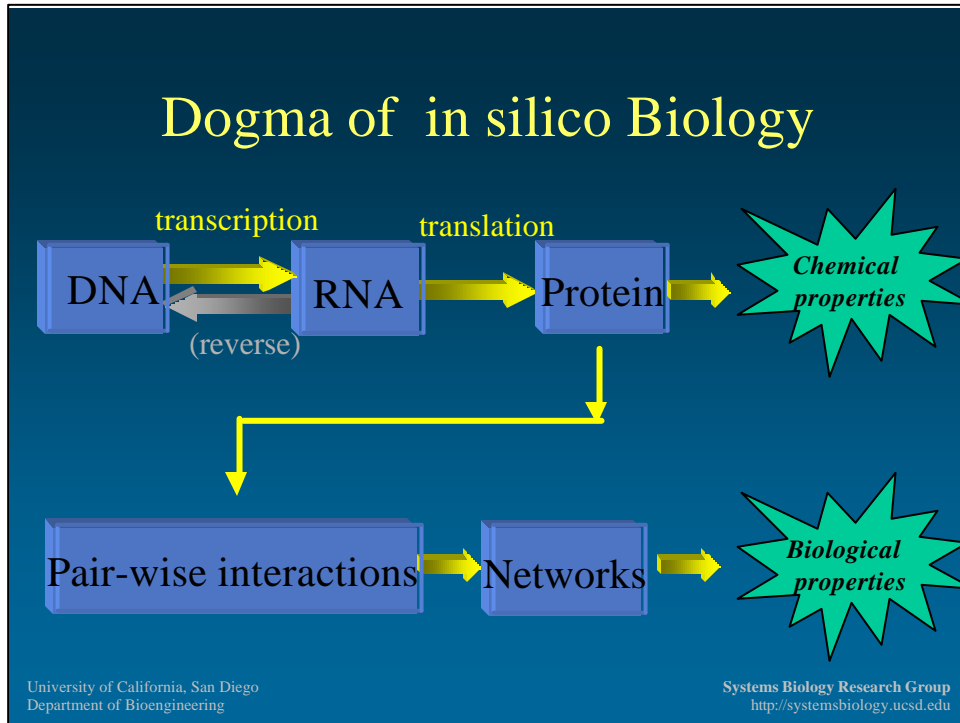 Dogma of in silico Biology
transcription
translation
DNA
RNA
Protein
Chemical
properties
(reverse)
Pair-wise interactions
Networks
Biological
properties
University of California, San Diego
Department of Bioengineering
Systems Biology Research Group
http://systemsbiology.ucsd.edu